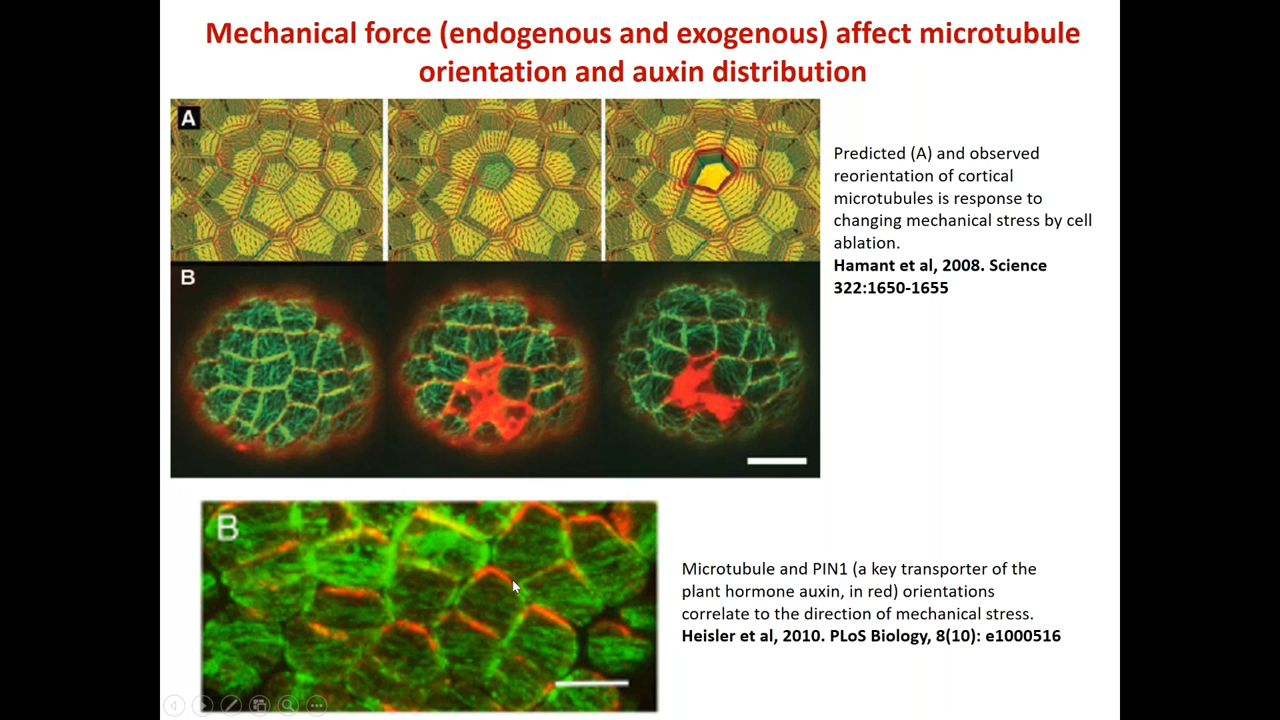 Mechanical force (endogenous and exogenous) affect microtubule
orientation and auxin distribution
A
Predicted (A) and observed
reorientation of cortical
microtubules is response to
changing mechanical stress by cell
ablation.
Hamant et al, 2008. Science
322:1650-1655
B
B
Microtubule and PIN1 (a key transporter of the
plant hormone auxin, in red) orientations
correlate to the direction of mechanical stress.
Heisler et al, 2010. PLoS Biology, 8(10): e1000516